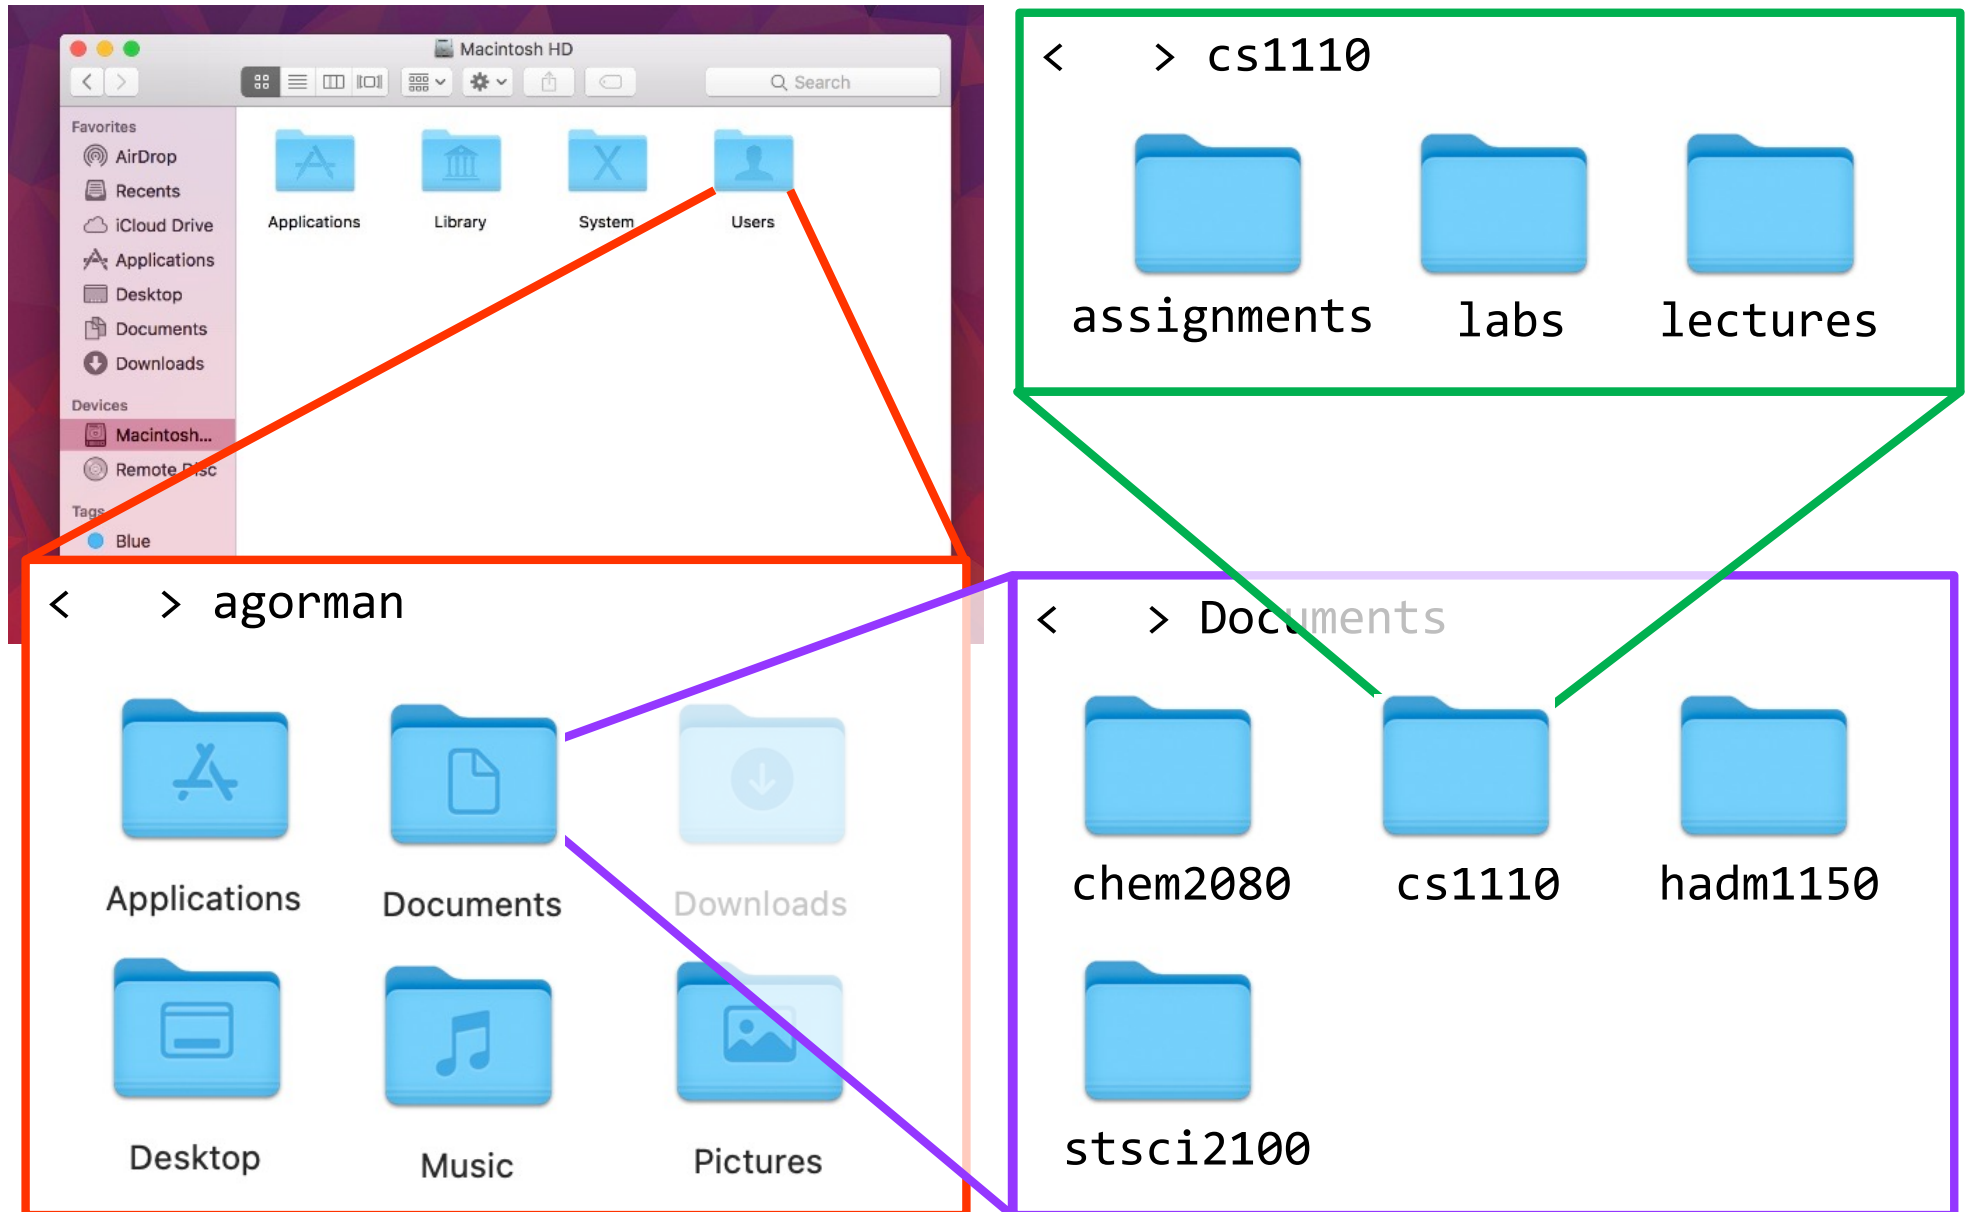 Macintosh HD
Search
Favorites
AirDrop
Recents
iCloud Drive
Applications
Desktop
Documents
Downloads
Devices
Macintosh...
Remote Disc
Tags
Blue
Applications
Library
System
Users
< > cs1110
assignments
labs
lectures
< > agorman
Applications
Documents
Downloads
Desktop
Music
Pictures
< > Documents
chem2080
cs1110
hadm1150
stsci2100